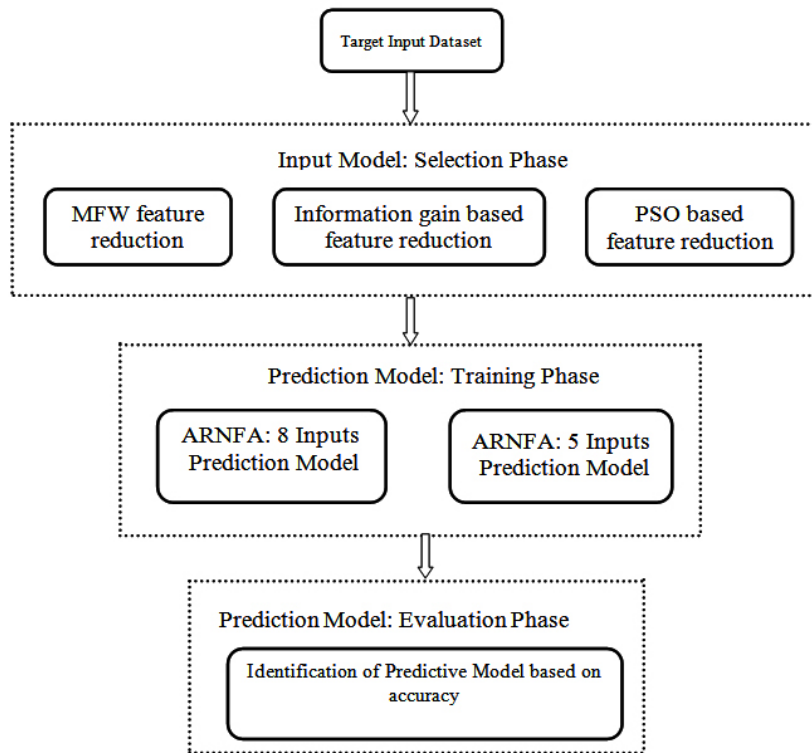 Target Input Dataset
Input Model: Selection Phase
MFW feature
reduction
Information gain based
feature reduction
PSO based
feature reduction
Prediction Model: Training Phase
ARNFA: 8 Inputs
Prediction Model
ARNFA: 5 Inputs
Prediction Model
Prediction Model: Evaluation Phase
Identification of Predictive Model based on
accuracy